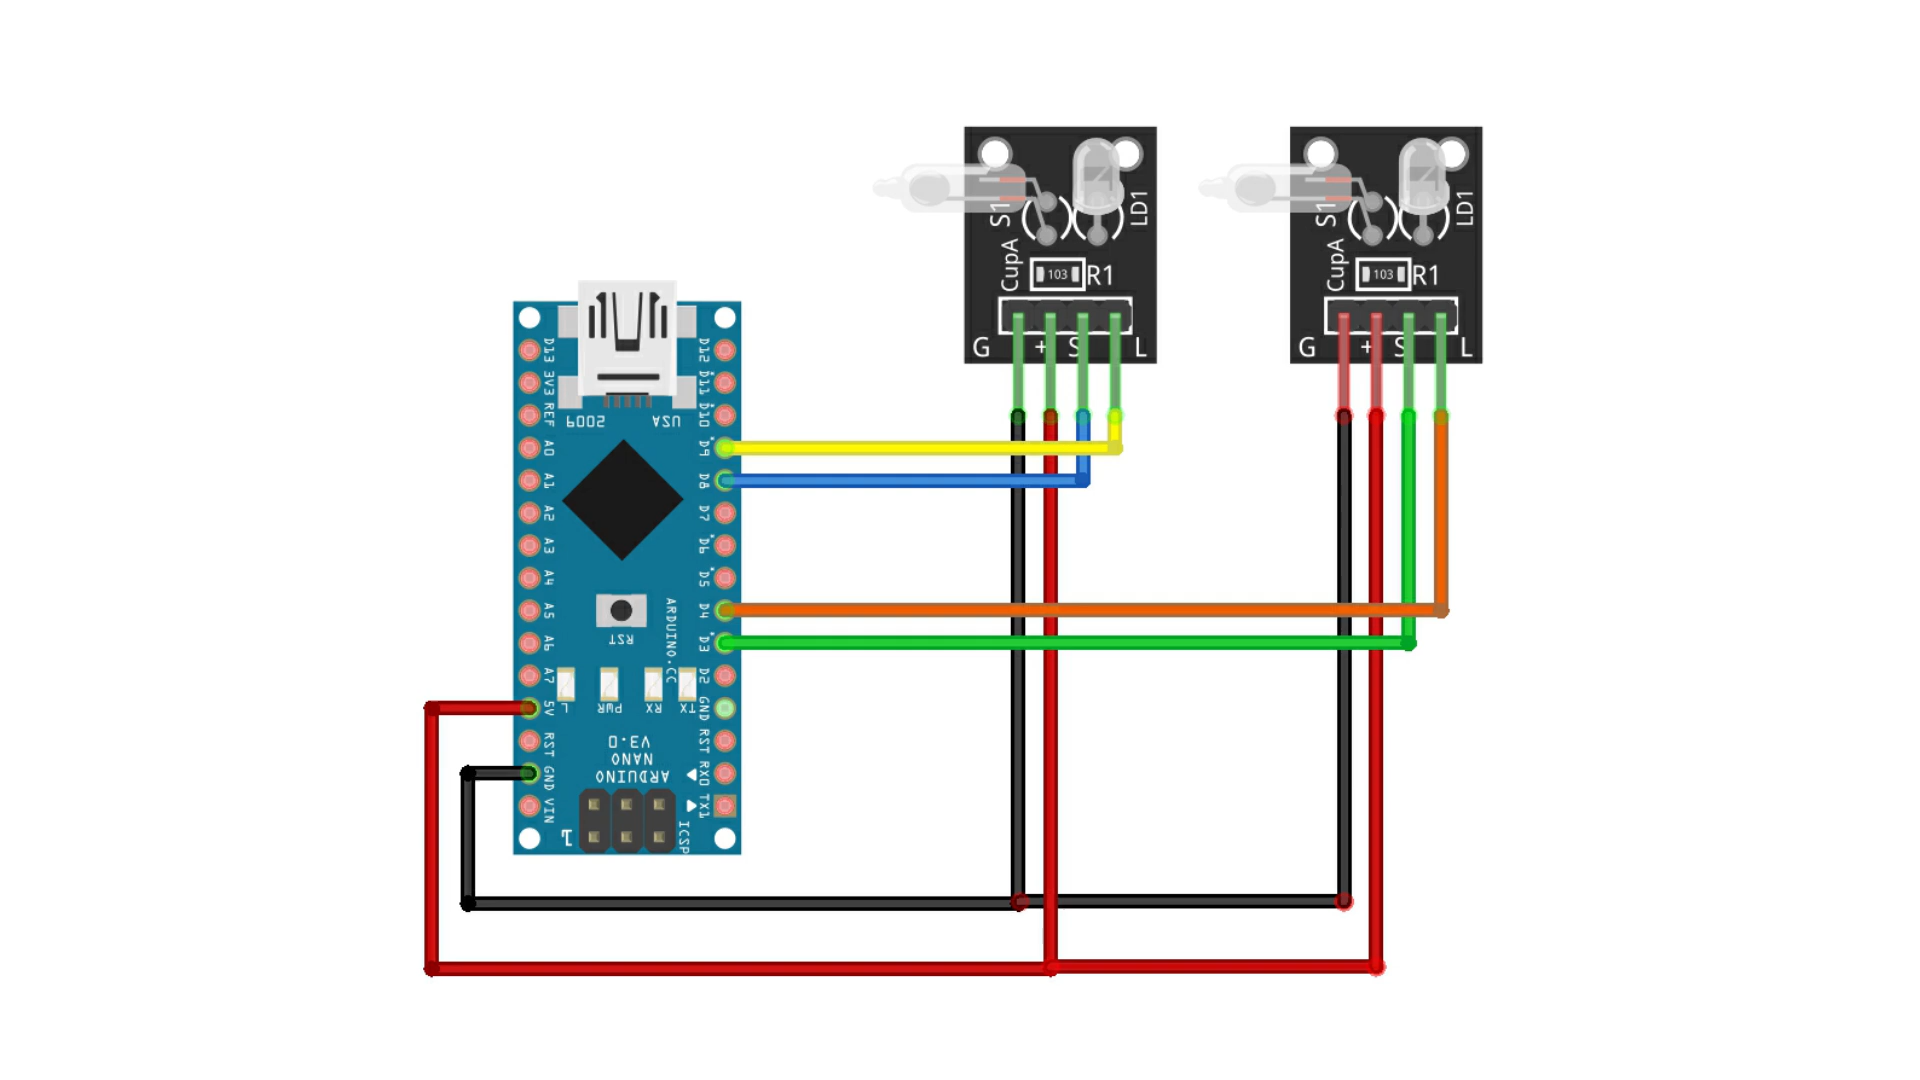 S1
LD1
CupA
103
R1
G
+
S
L
S1
LD1
CupA
103
R1
G
+
S
L
D13
3V3
REF
A0
A1
A2
A3
A4
A5
A6
A7
5V
RST
GND
VIN
D12
D11
D10
D9
D8
D7
D6
D5
D4
D3
D2
GND
RST
RX0
TX1
USA
2009
RST
ARDUINO.CC
TX
RX
PWR
L
ARDUINO
NANO
V3.0
ICSP
1